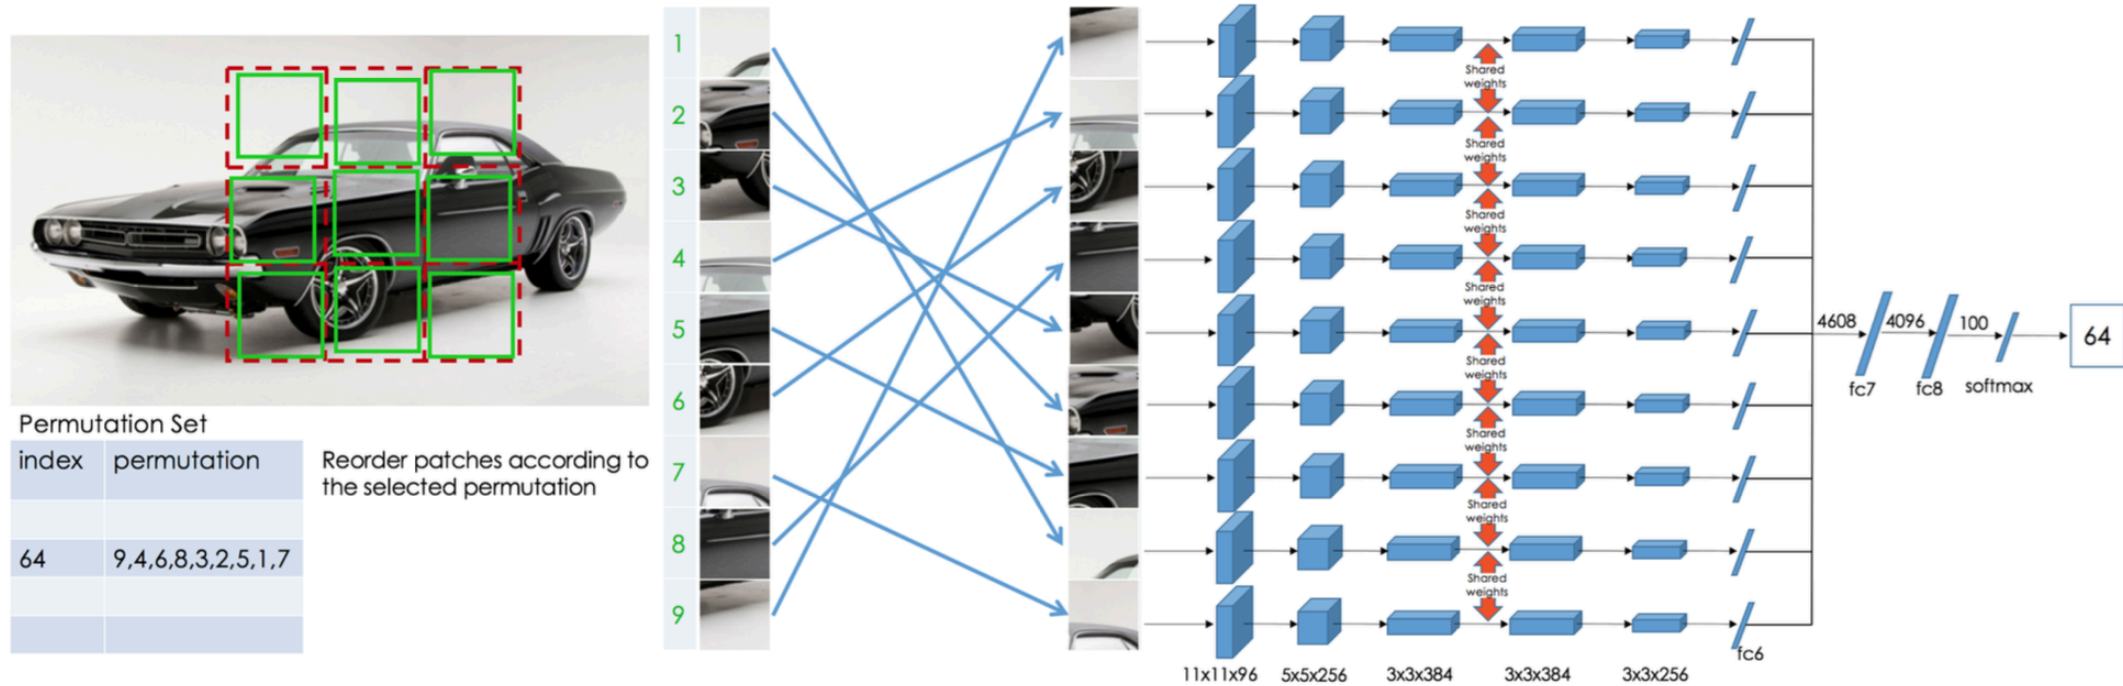 Permutation Set
index permutation
64 9,4,6,8,3,2,5,1,7
Reorder patches according to
the selected permutation
1
2
3
4
5
6
7
8
9
Shared
weights
Shared
weights
Shared
weights
Shared
weights
Shared
weights
Shared
weights
Shared
weights
Shared
weights
11x11x96 5x5x256 3x3x384 3x3x384 3x3x256
fc6
4608 4096 100
fc7 fc8 softmax
64